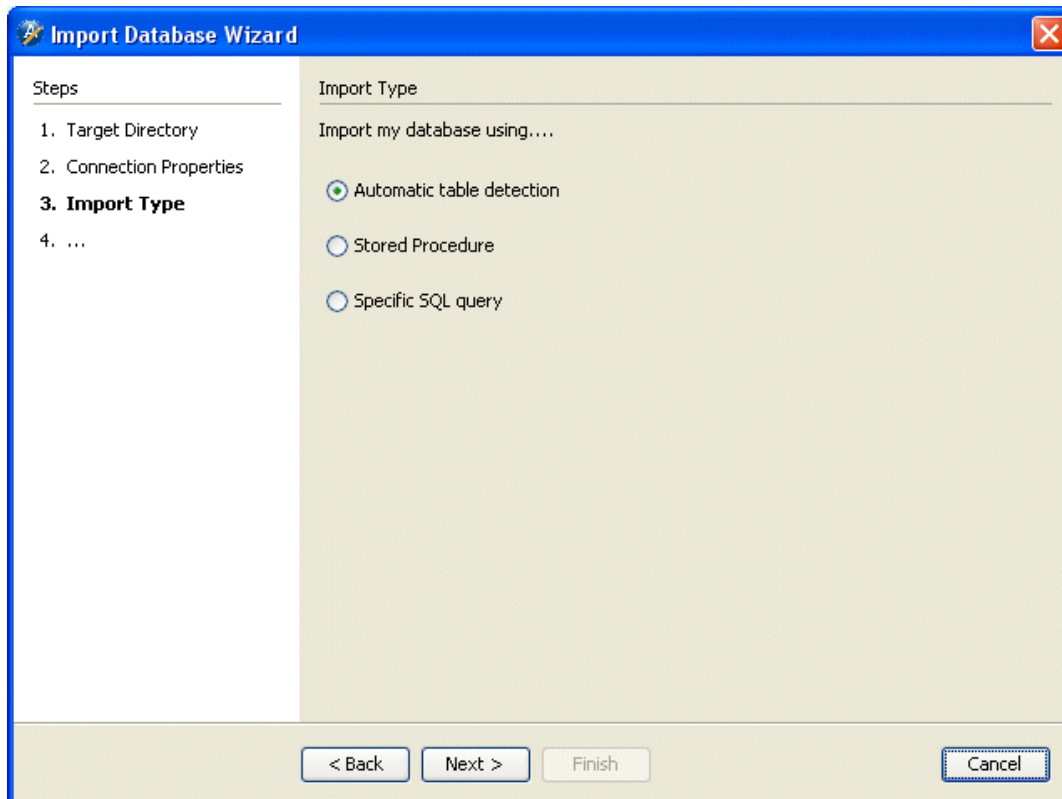 Import Database Wizard
Steps
1. Target Directory
2. Connection Properties
3. Import Type
4. ...
Import Type
Import my database using....
Automatic table detection
Stored Procedure
Specific SQL query
< Back
Next >
Finish
Cancel